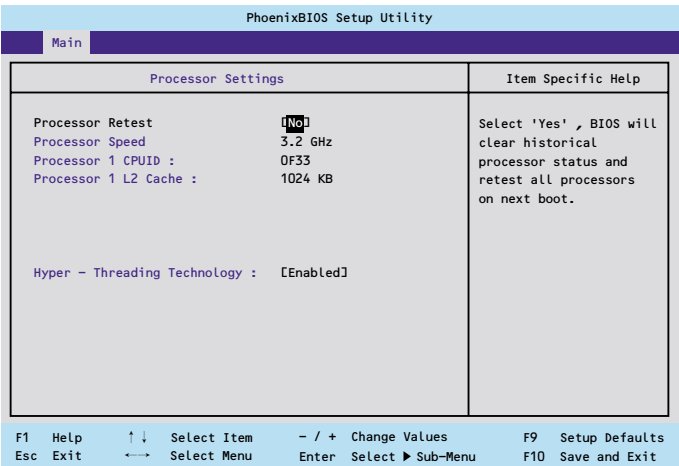 PhoenixBIOS Setup Utility
Main
Processor Settings
Item Specific Help
Processor Retest [No]
Processor Speed 3.2 GHz
Processor 1 CPUID : 0F33
Processor 1 L2 Cache : 1024 KB
Hyper – Threading Technology : [Enabled]
Select 'Yes' , BIOS will
clear historical
processor status and
retest all processors
on next boot.
F1 Help ↑↓ Select Item – / + Change Values F9 Setup Defaults
Esc Exit ←→ Select Menu Enter Select ▶ Sub–Menu F10 Save and Exit